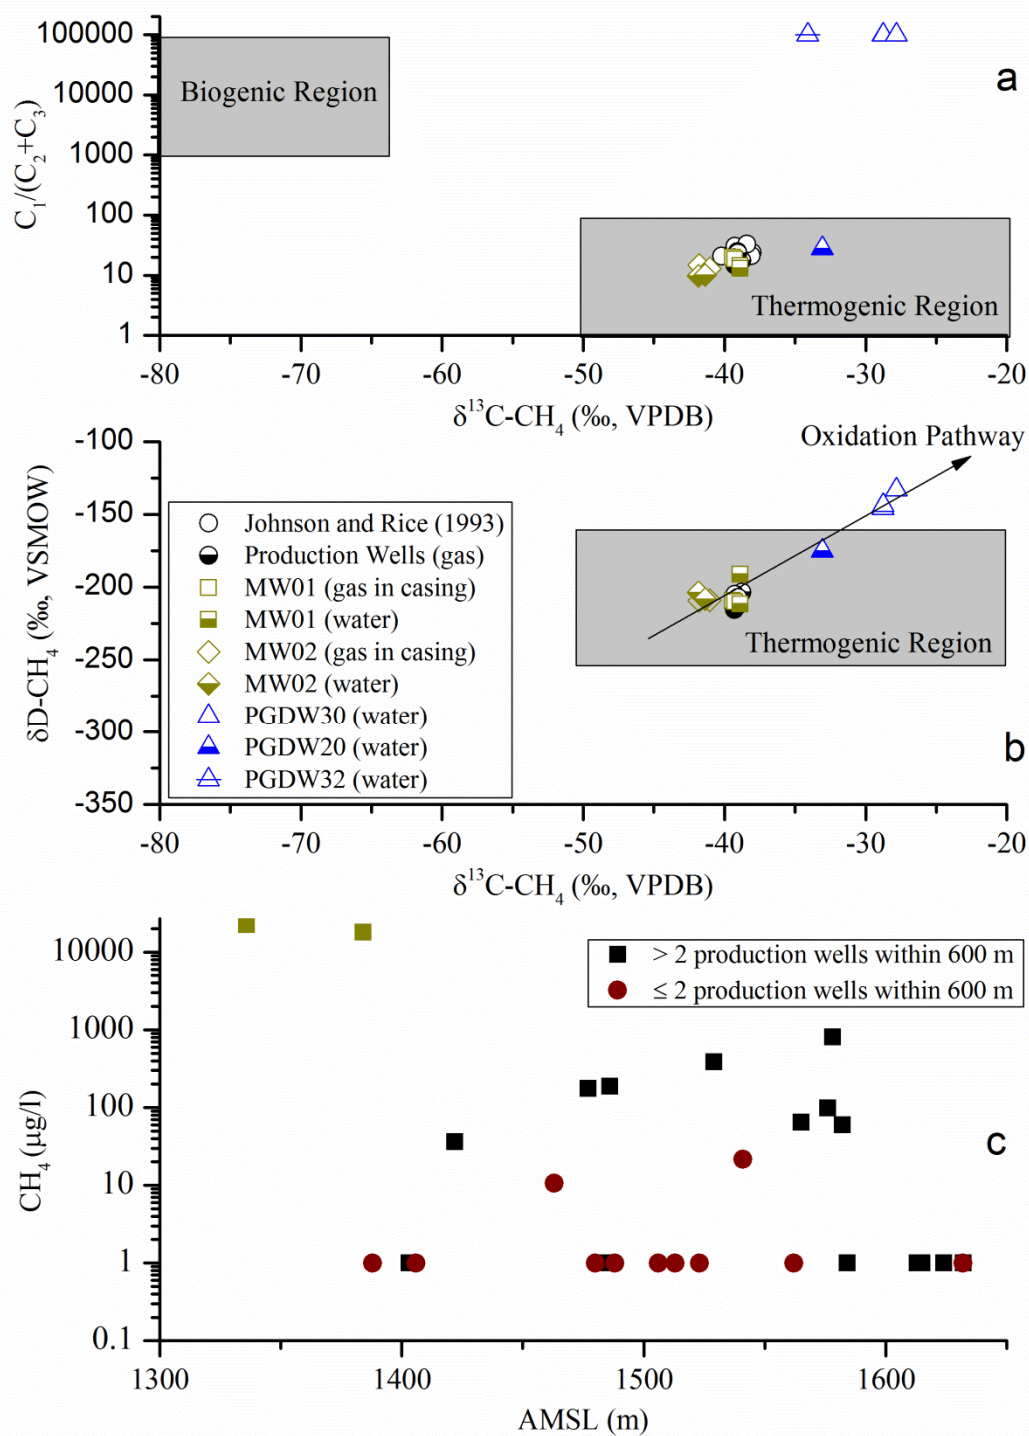 100000
10000
1000
100
10
1
C₁/(C₂+C₃)
Biogenic Region
a
Thermogenic Region
-80 -70 -60 -50 -40 -30 -20
δ¹³C-CH₄ (‰, VPDB)
-100
-150
-200
-250
-300
-350
δD-CH₄ (‰, VSMOW)
Oxidation Pathway
Johnson and Rice (1993)
Production Wells (gas)
MW01 (gas in casing)
MW01 (water)
MW02 (gas in casing)
MW02 (water)
PGDW30 (water)
PGDW20 (water)
PGDW32 (water)
Thermogenic Region
b
-80 -70 -60 -50 -40 -30 -20
δ¹³C-CH₄ (‰, VPDB)
10000
1000
100
10
1
0.1
CH₄ (µg/l)
> 2 production wells within 600 m
≤ 2 production wells within 600 m
c
1300 1400 1500 1600
AMSL (m)